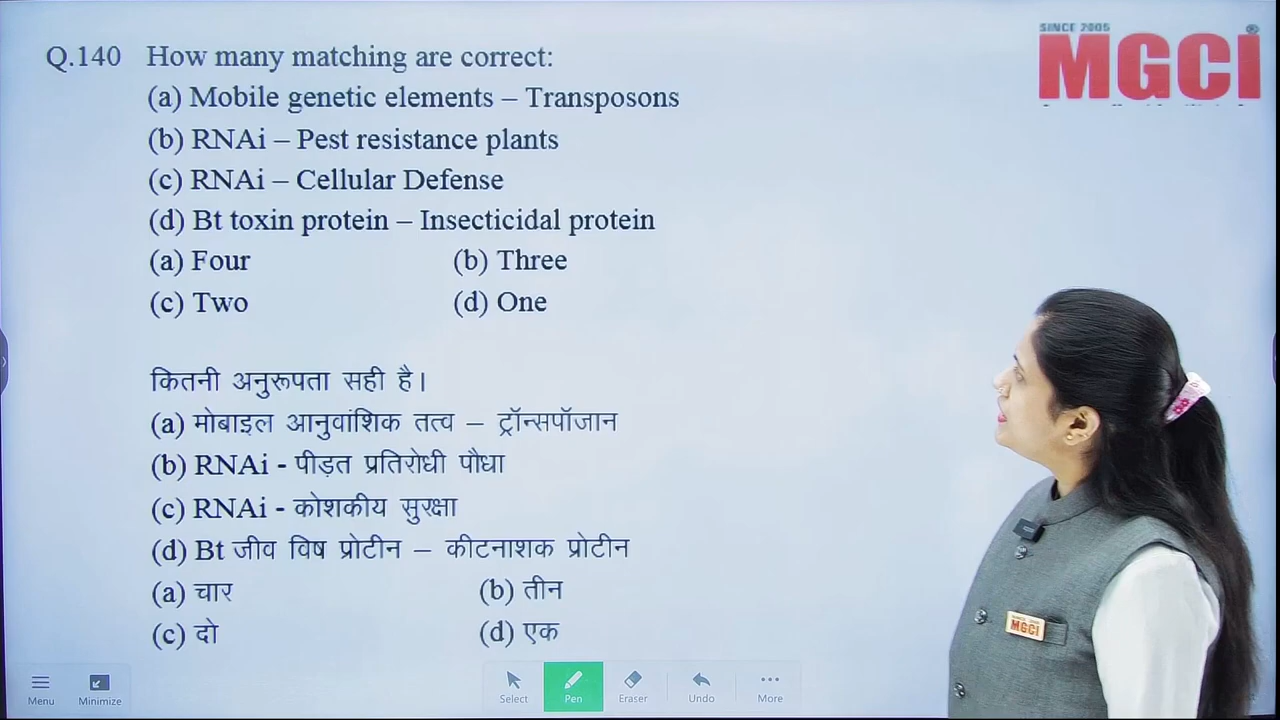 SINCE 2005
MGCI
Q.140 How many matching are correct:
(a) Mobile genetic elements – Transposons
(b) RNAi – Pest resistance plants
(c) RNAi – Cellular Defense
(d) Bt toxin protein – Insecticidal protein
(a) Four (b) Three
(c) Two (d) One
कितनी अनुरूपता सही है।
(a) मोबाइल आनुवांशिक तत्व – ट्रॉन्सपॉजान
(b) RNAi - पीड़त प्रतिरोधी पौधा
(c) RNAi - कोशकीय सुरक्षा
(d) Bt जीव विष प्रोटीन – कीटनाशक प्रोटीन
(a) चार (b) तीन
(c) दो (d) एक
MGCI
Menu Minimize Select Pen Eraser Undo More